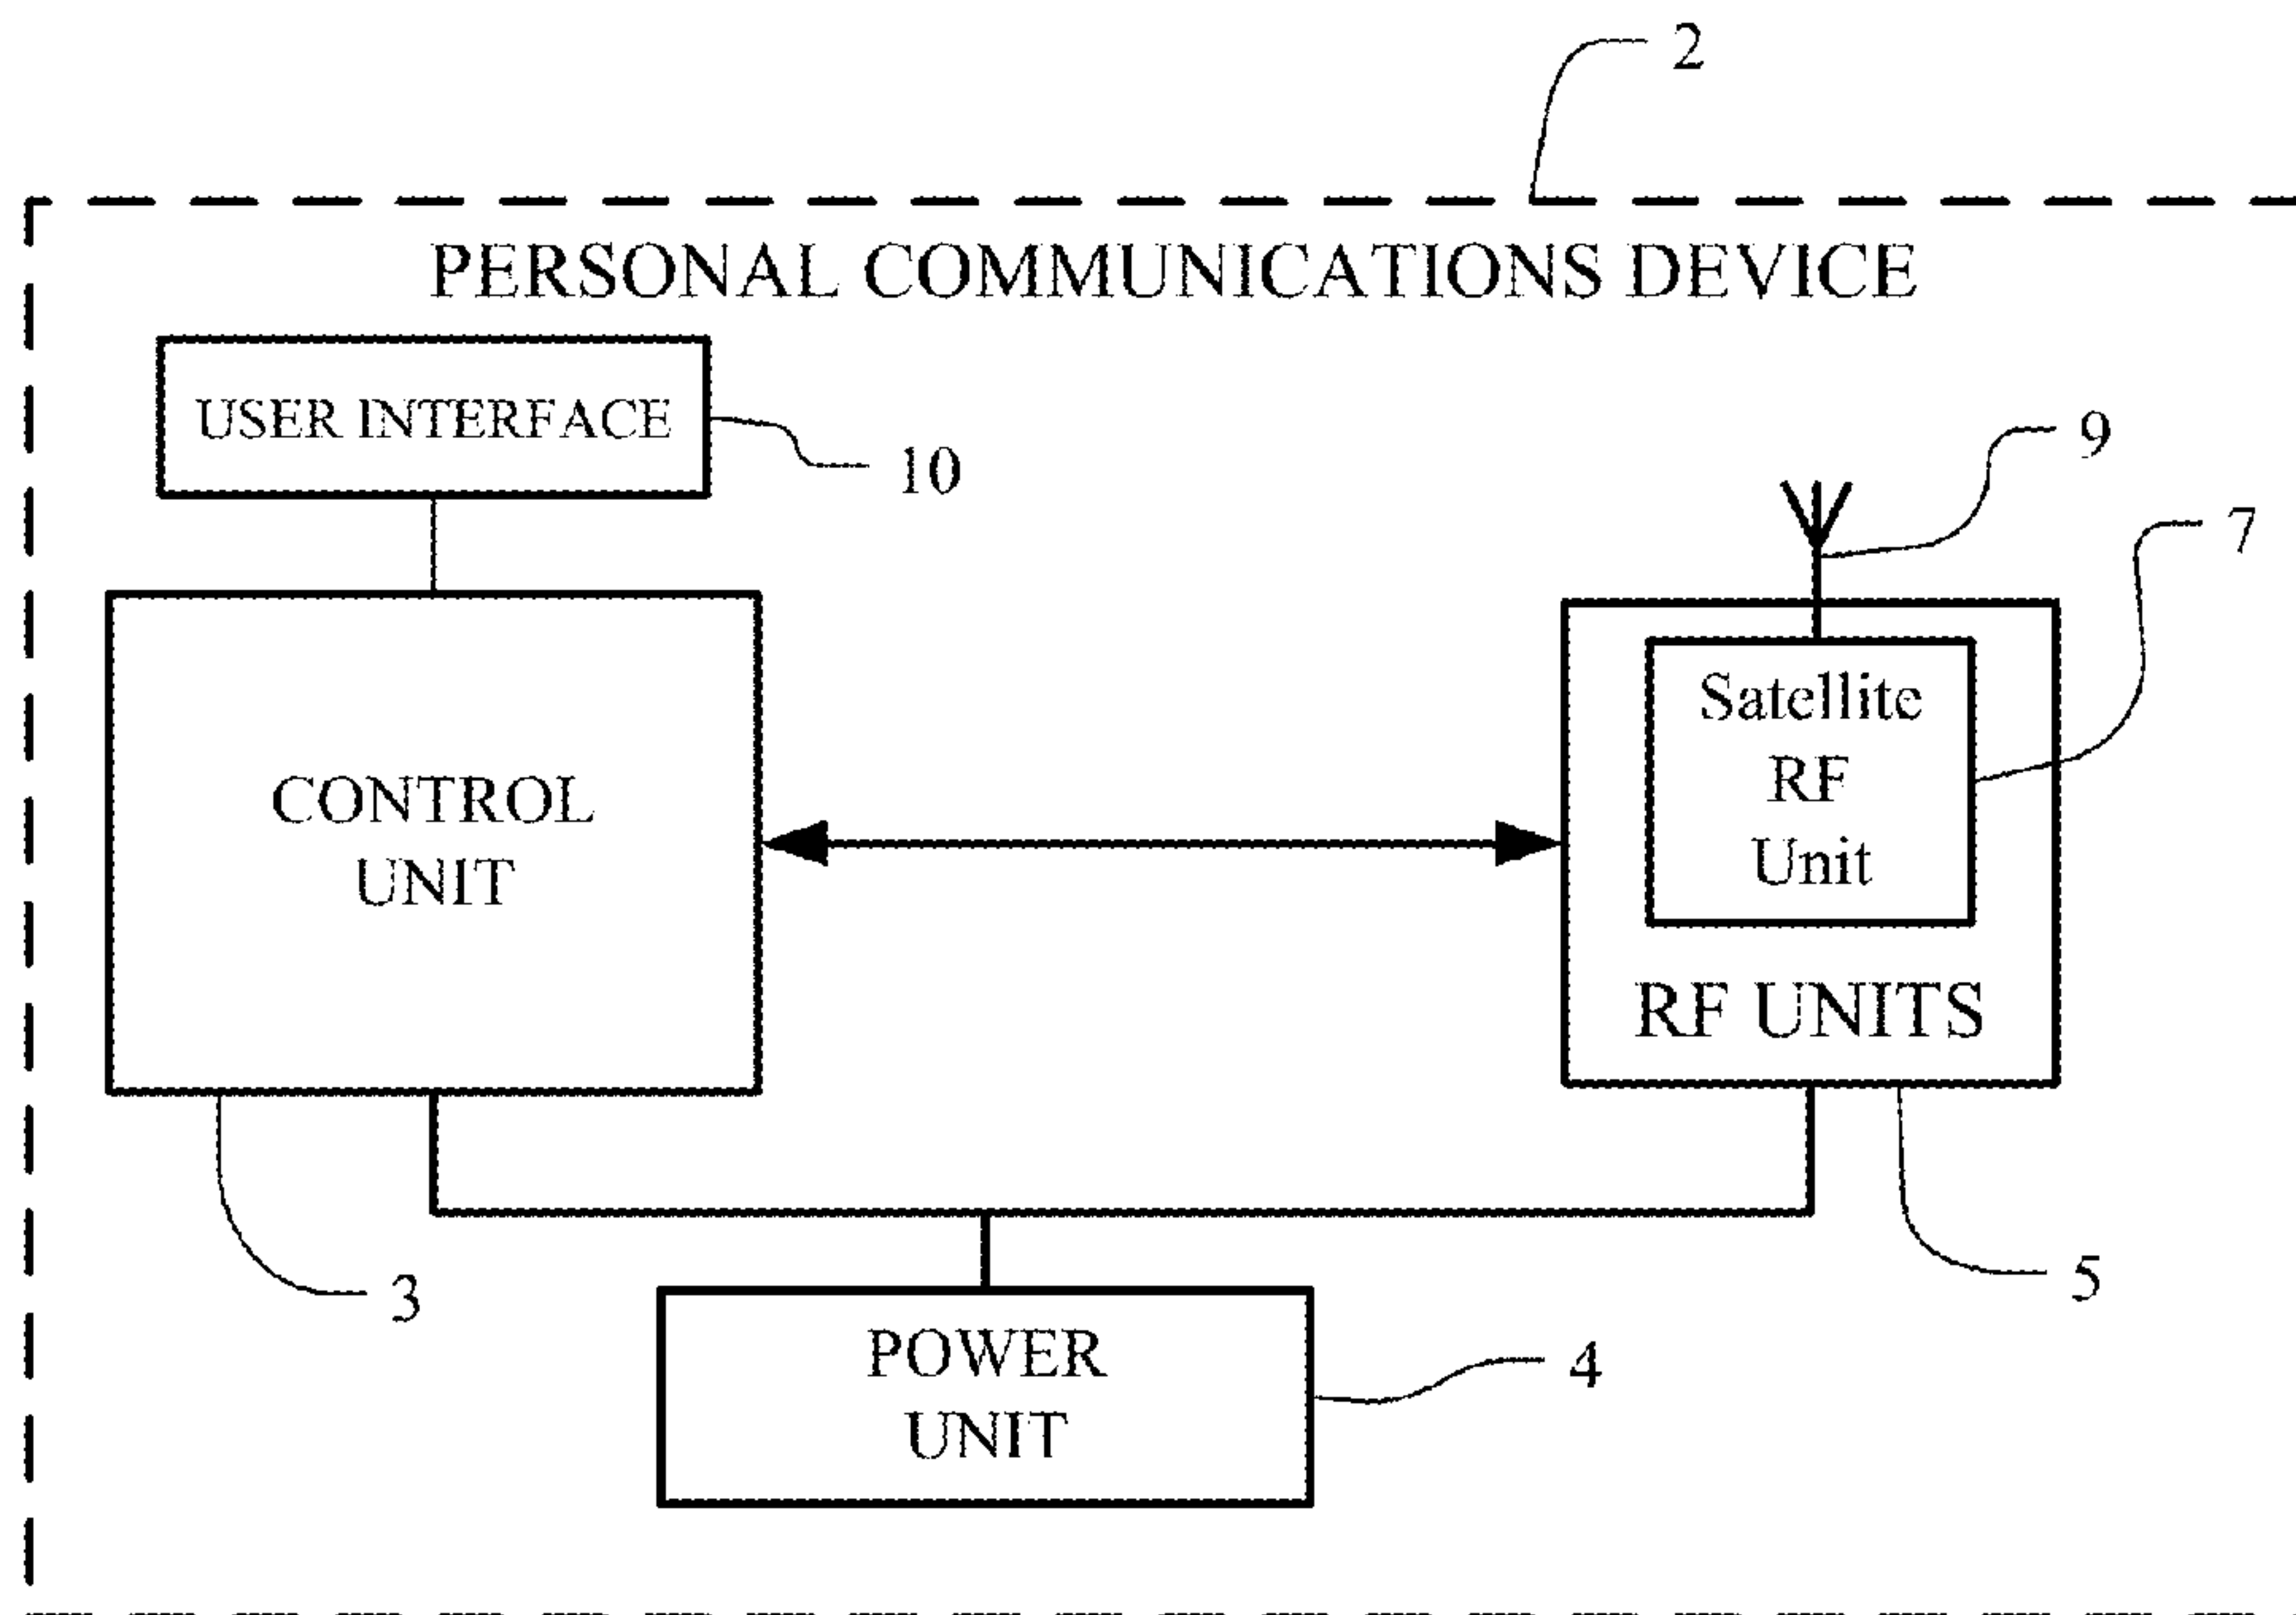 2
PERSONAL COMMUNICATIONS DEVICE
USER INTERFACE
10
9
7
Satellite
RF
Unit
CONTROL
UNIT
RF UNITS
3
5
POWER
UNIT
4